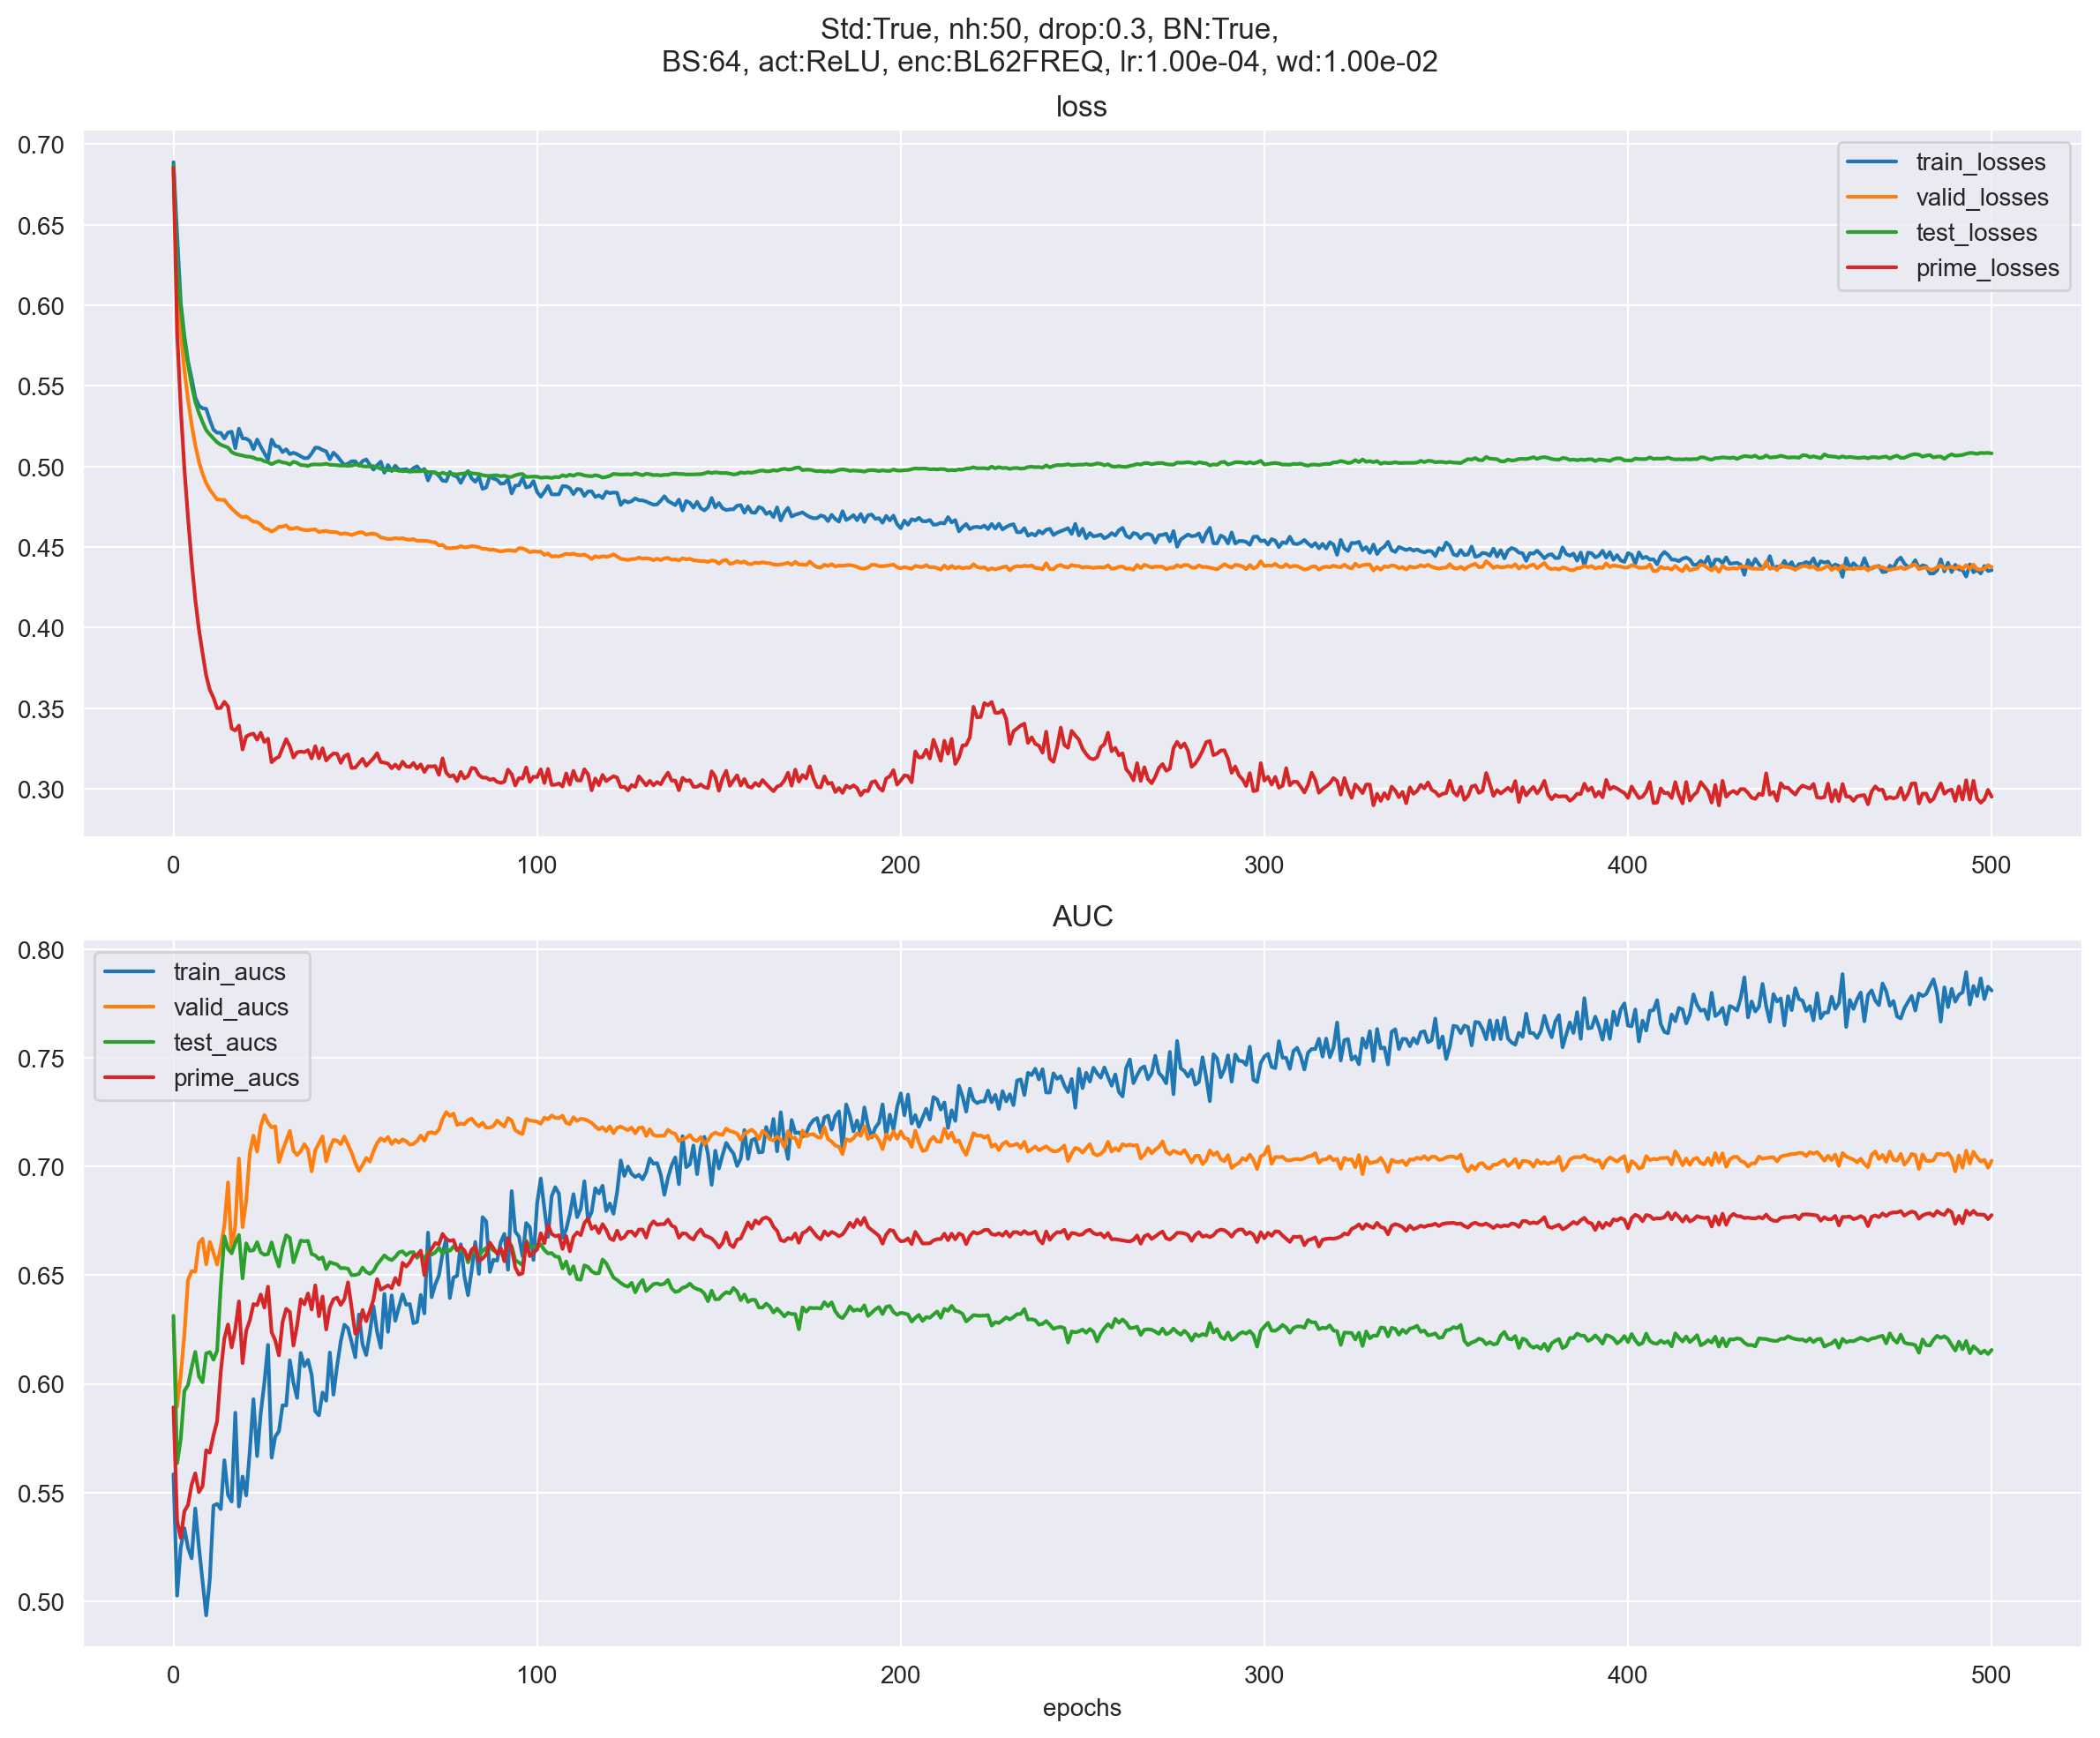 Std:True, nh:50, drop:0.3, BN:True,
BS:64, act:ReLU, enc:BL62FREQ, lr:1.00e-04, wd:1.00e-02
loss
0.70
0.65
0.60
0.55
0.50
0.45
0.40
0.35
0.30
train_losses
valid_losses
test_losses
prime_losses
0 100 200 300 400 500
AUC
0.80
0.75
0.70
0.65
0.60
0.55
0.50
train_aucs
valid_aucs
test_aucs
prime_aucs
0 100 200 300 400 500
epochs